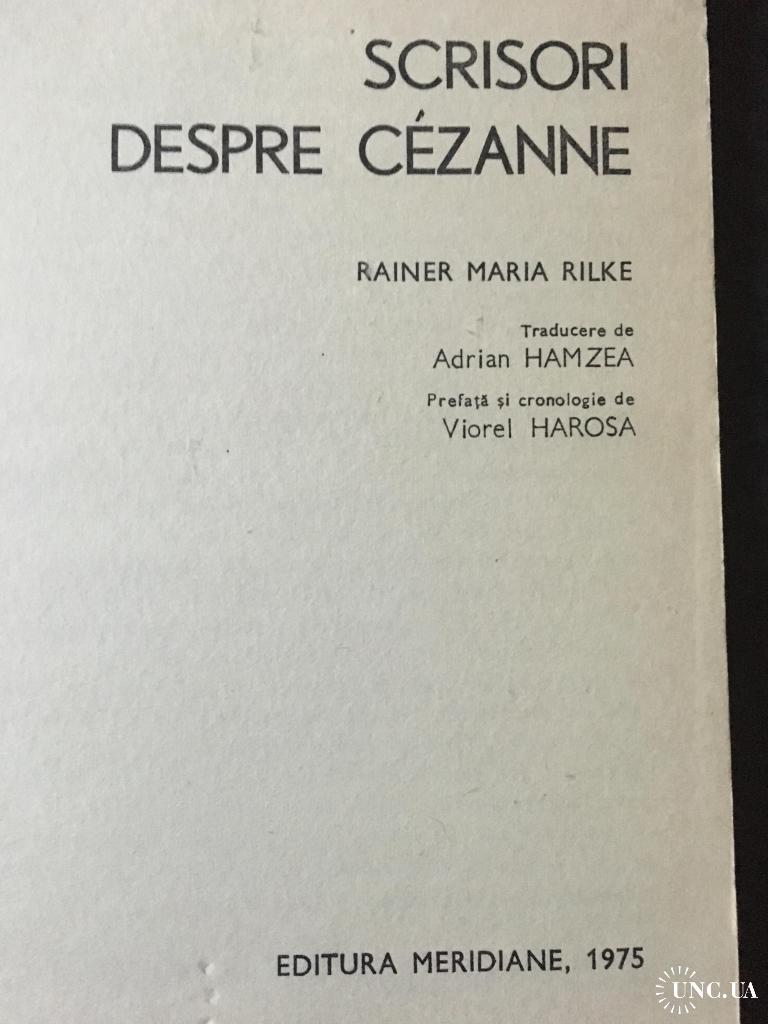 SCRISORI
DESPRE CÉZANNE
RAINER MARIA RILKE
Traducere de
Adrian HAMZEA
Prefață și cronologie de
Viorel HAROSA
EDITURA MERIDIANE, 1975
UNC.UA